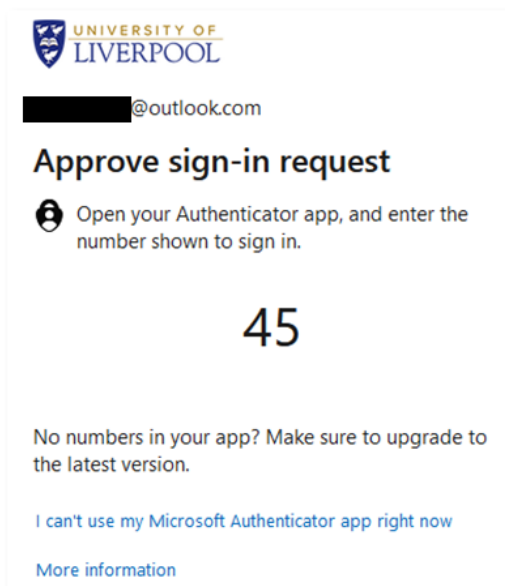 UNIVERSITY OF
LIVERPOOL
@outlook.com
Approve sign-in request
Open your Authenticator app, and enter the
number shown to sign in.
45
No numbers in your app? Make sure to upgrade to
the latest version.
I can't use my Microsoft Authenticator app right now
More information